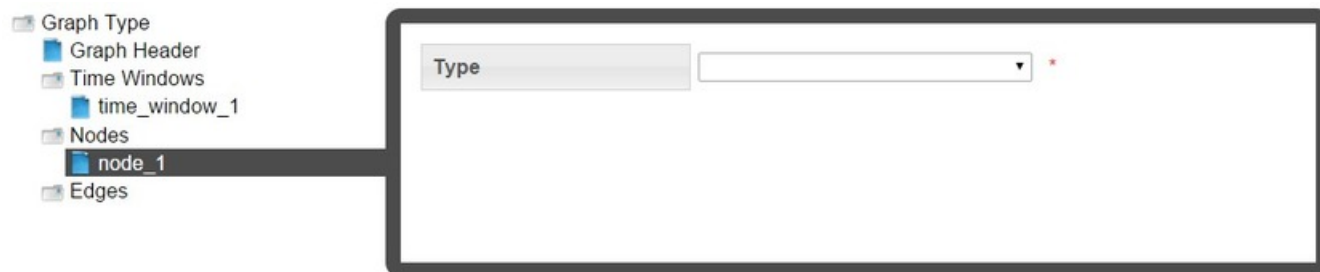 Graph Type
Graph Header
Time Windows
time_window_1
Nodes
node_1
Edges
Type
*